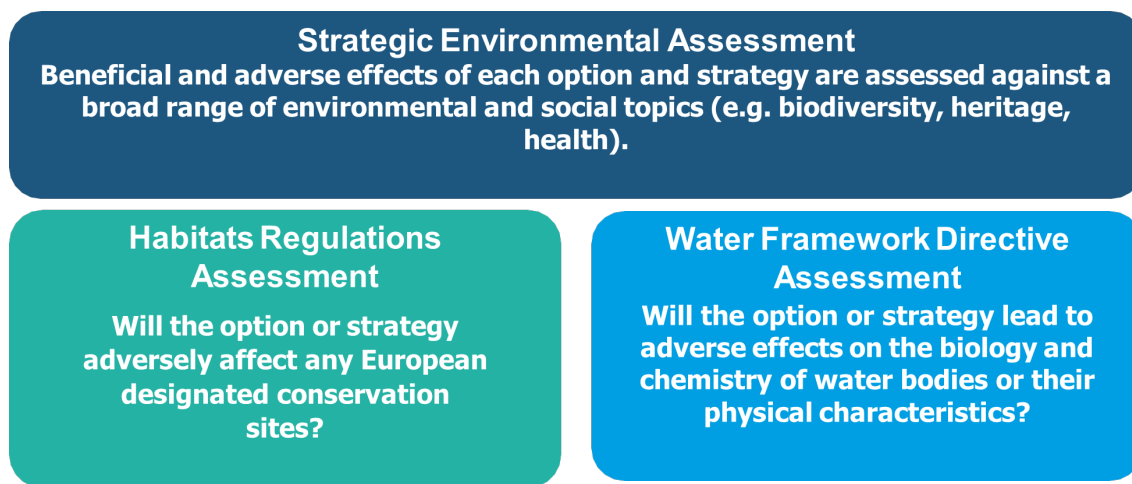 Strategic Environmental Assessment
Beneficial and adverse effects of each option and strategy are assessed against a
broad range of environmental and social topics (e.g. biodiversity, heritage,
health).
Habitats Regulations
Assessment
Will the option or strategy
adversely affect any European
designated conservation
sites?
Water Framework Directive
Assessment
Will the option or strategy lead to
adverse effects on the biology and
chemistry of water bodies or their
physical characteristics?